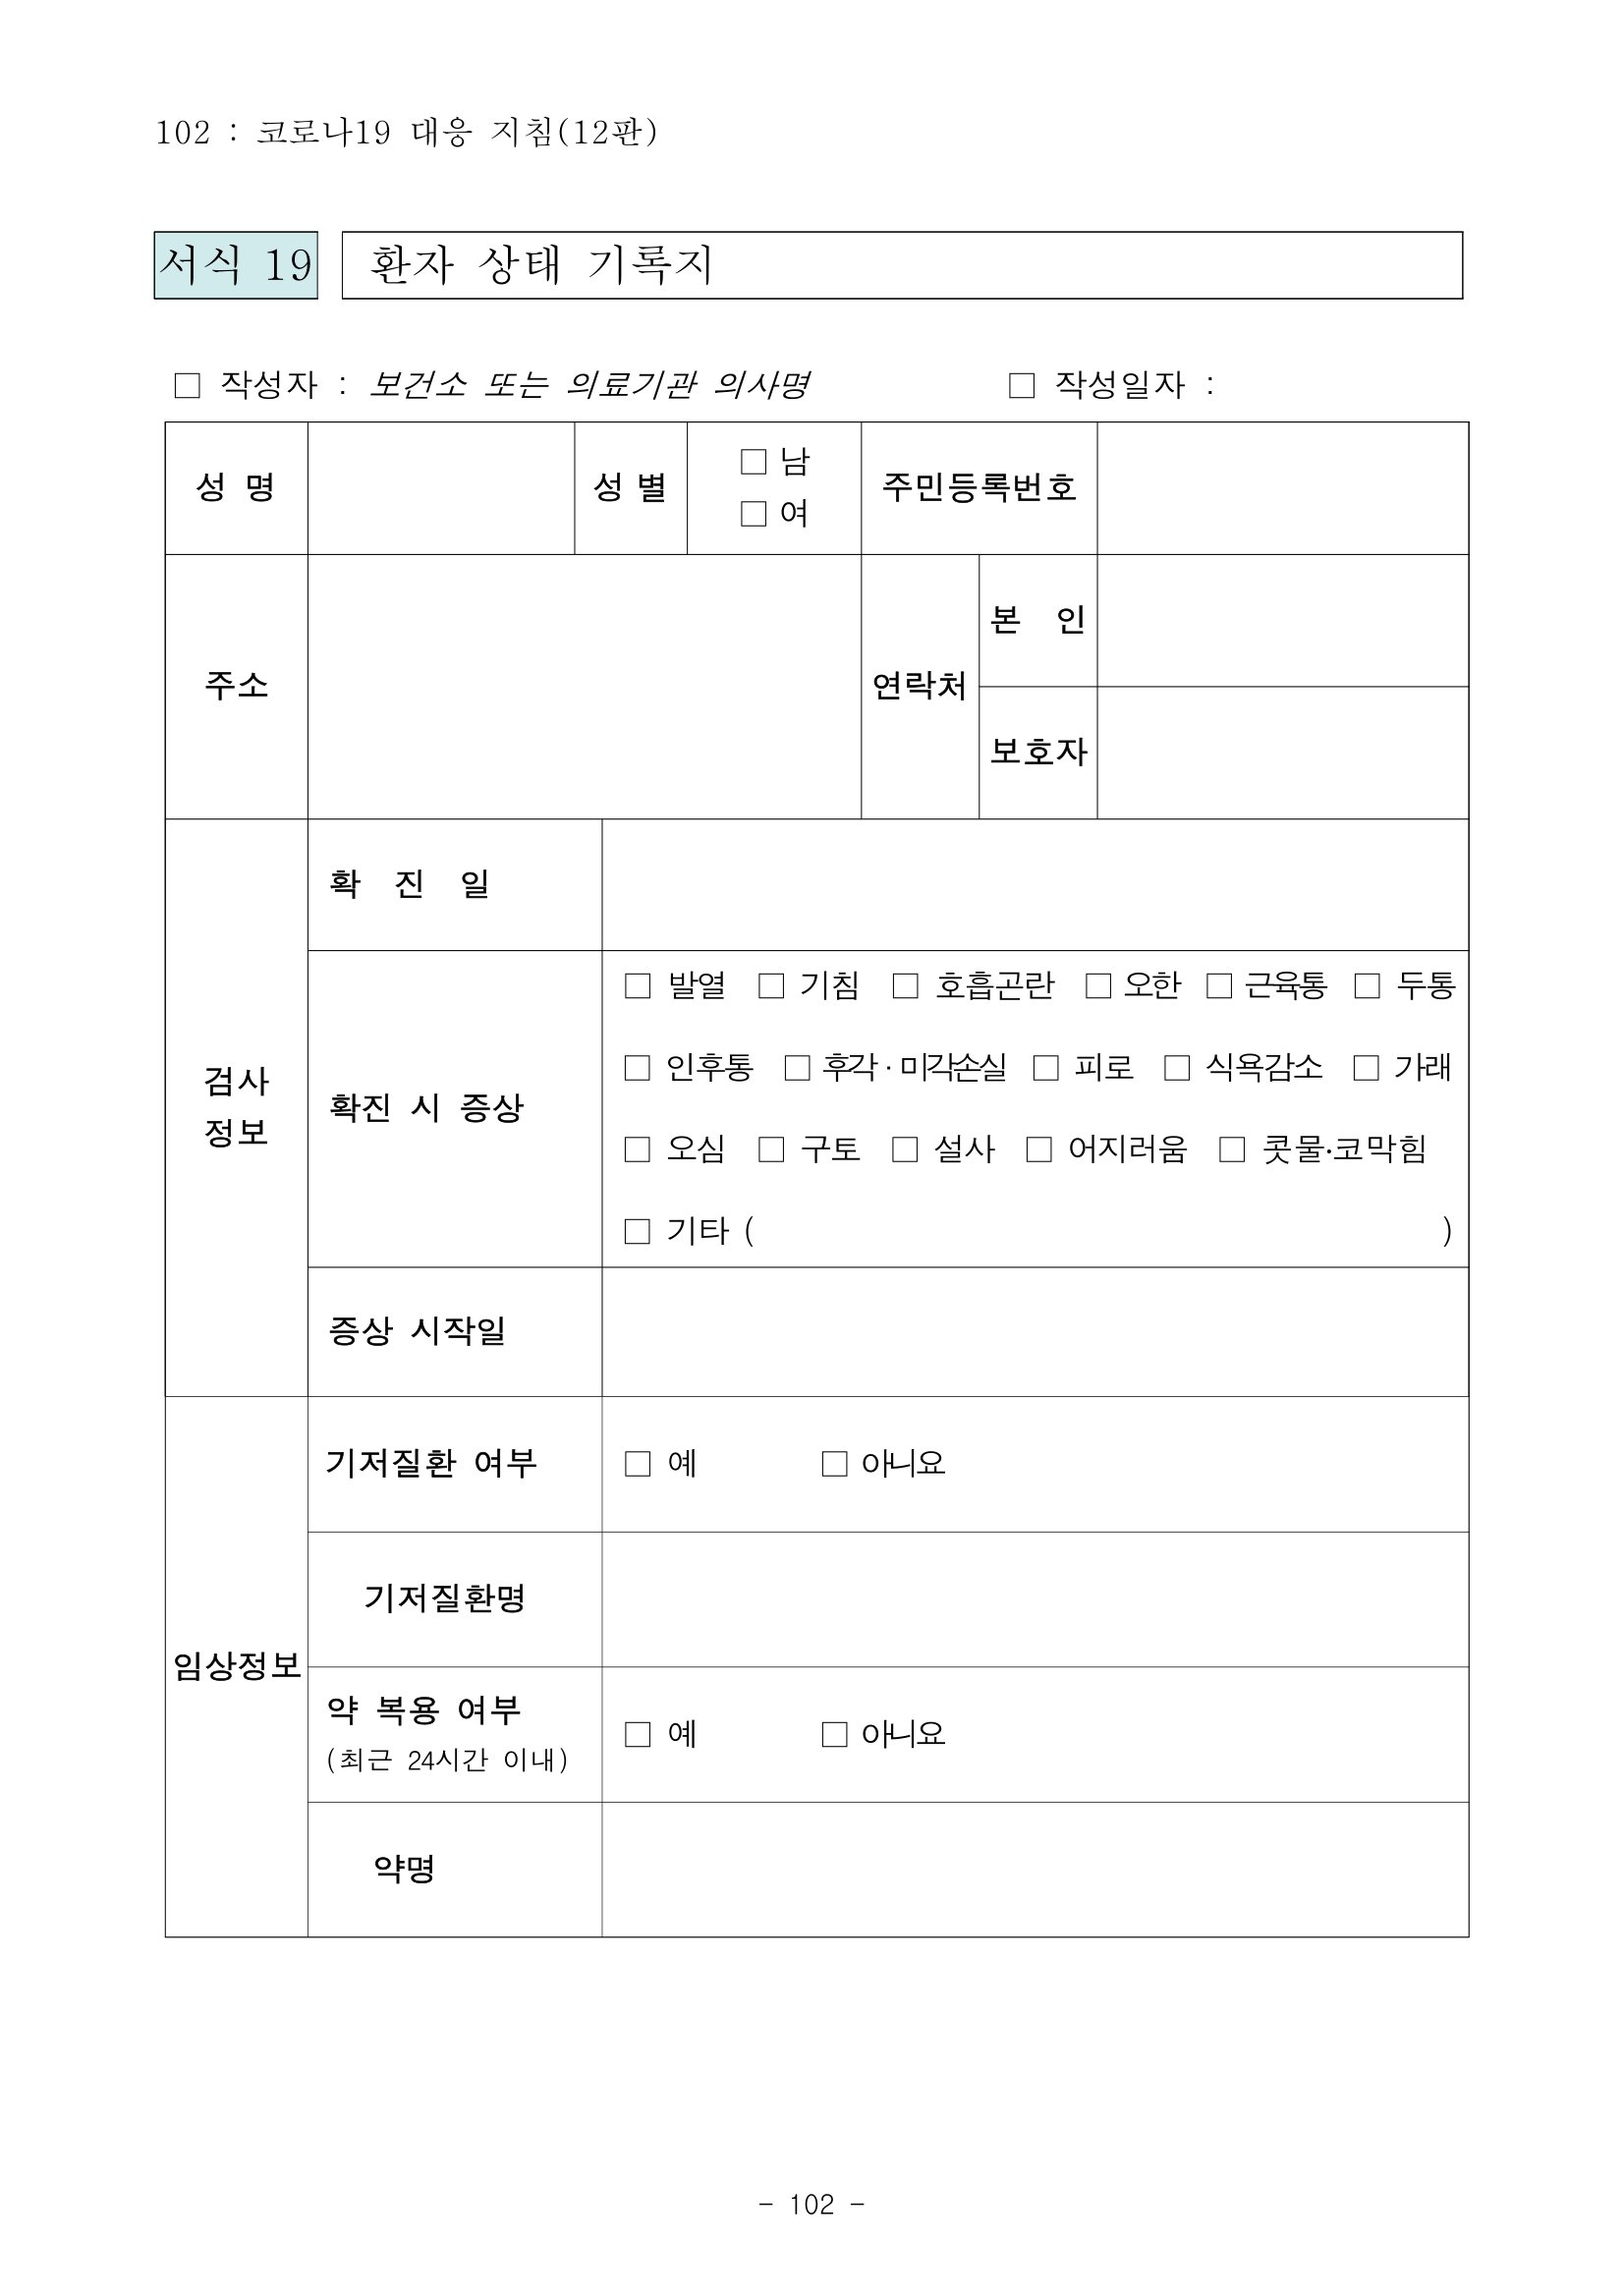 102 : 코로나19 대응 지침(12판)
서식 19 환자 상태 기록지
□ 작성자 : 보건소 또는 의료기관 의사명 □ 작성일자 :
성 명 성 별 □ 남 □ 여 주민등록번호
주소 연락처 본 인
보호자
검사
정보
확 진 일
확진 시 증상
□ 발열 □ 기침 □ 호흡곤란 □ 오한 □ 근육통 □ 두통
□ 인후통 □ 후각·미각손실 □ 피로 □ 식욕감소 □ 가래
□ 오심 □ 구토 □ 설사 □ 어지러움 □ 콧물·코막힘
□ 기타 ( )
증상 시작일
임상정보
기저질환 여부 □ 예 □ 아니요
기저질환명
약 복용 여부
(최근 24시간 이내)
□ 예 □ 아니요
약명
- 102 -